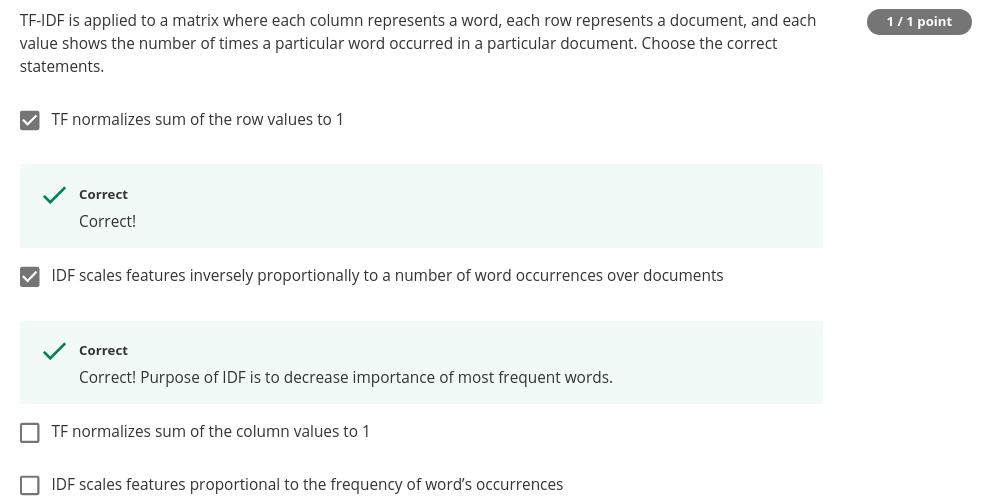 TF-IDF is applied to a matrix where each column represents a word, each row represents a document, and each
value shows the number of times a particular word occurred in a particular document. Choose the correct
statements.
1 / 1 point
TF normalizes sum of the row values to 1
Correct
Correct!
IDF scales features inversely proportionally to a number of word occurrences over documents
Correct
Correct! Purpose of IDF is to decrease importance of most frequent words.
TF normalizes sum of the column values to 1
IDF scales features proportional to the frequency of word’s occurrences